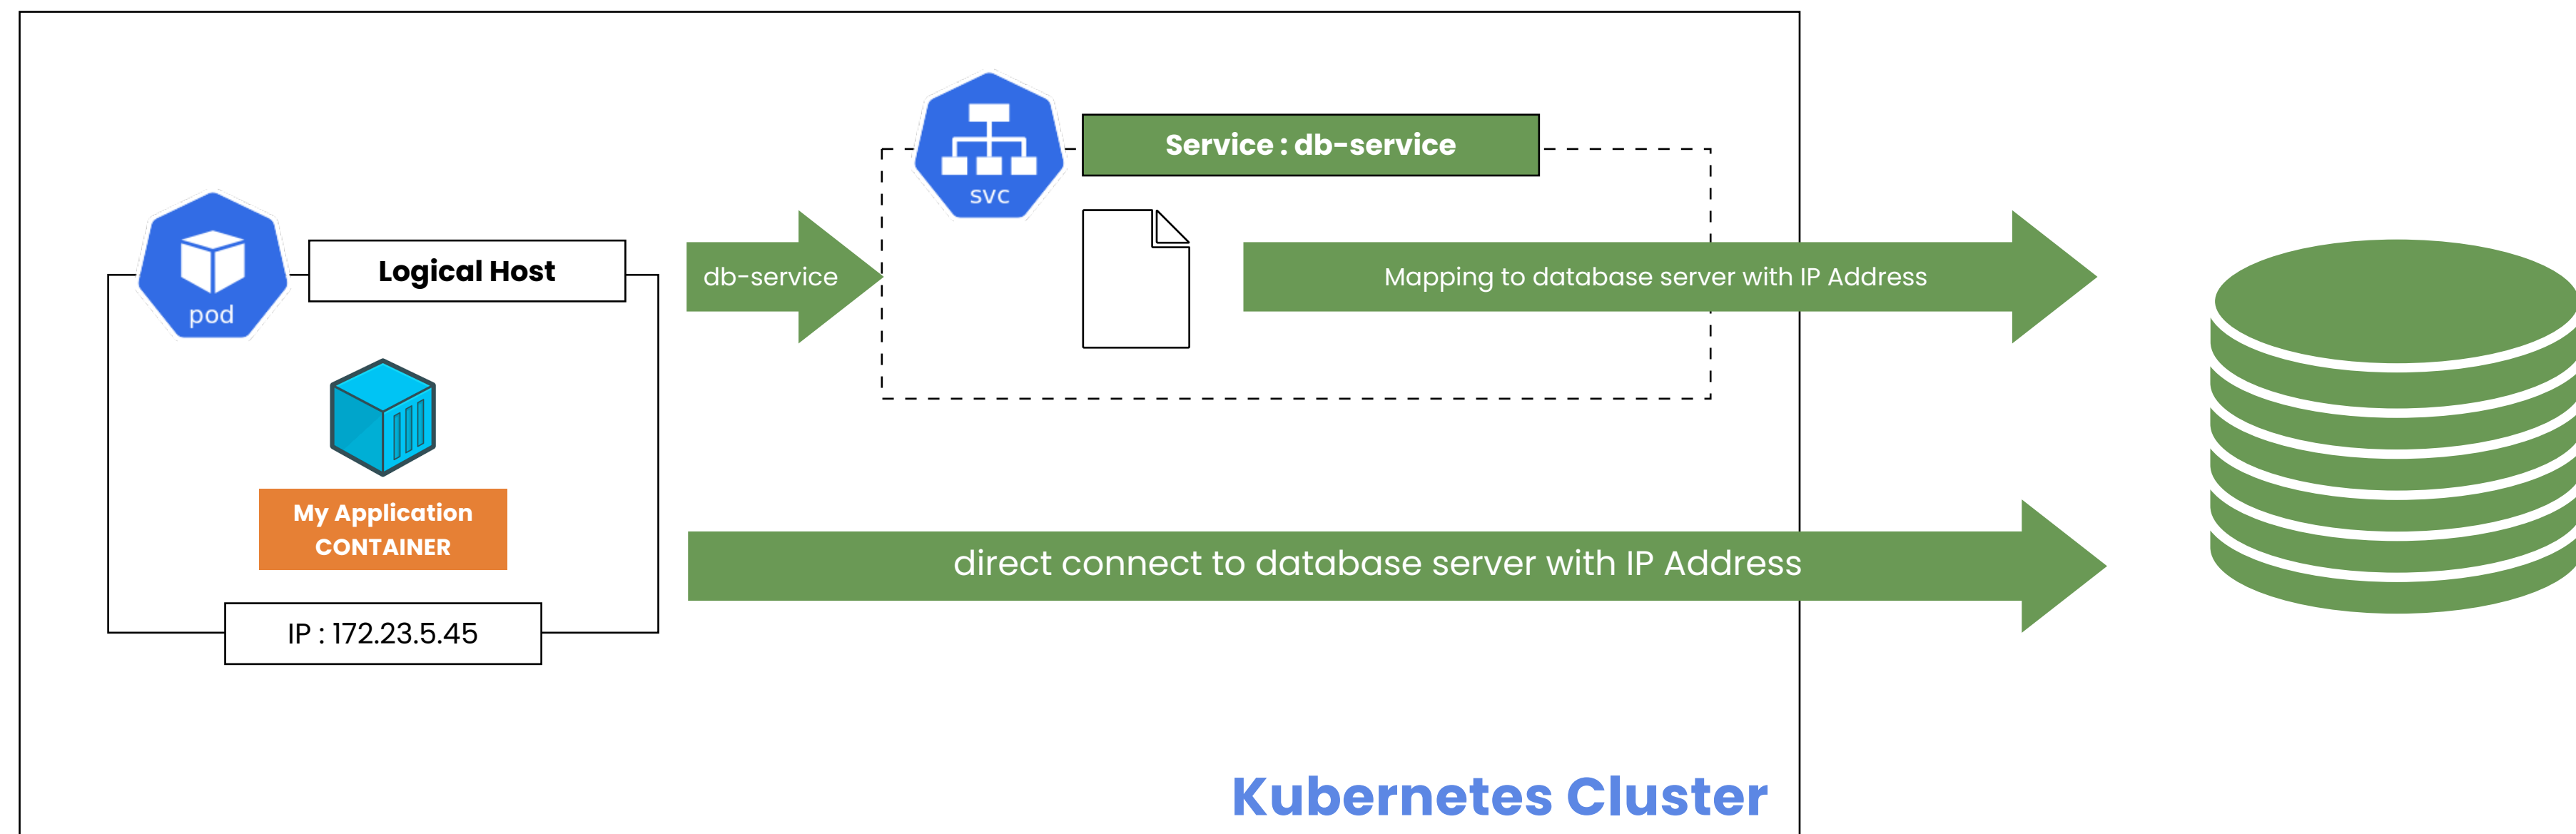 svc
Service : db-service
pod
Logical Host
db-service
Mapping to database server with IP Address
My Application
CONTAINER
direct connect to database server with IP Address
IP : 172.23.5.45
Kubernetes Cluster